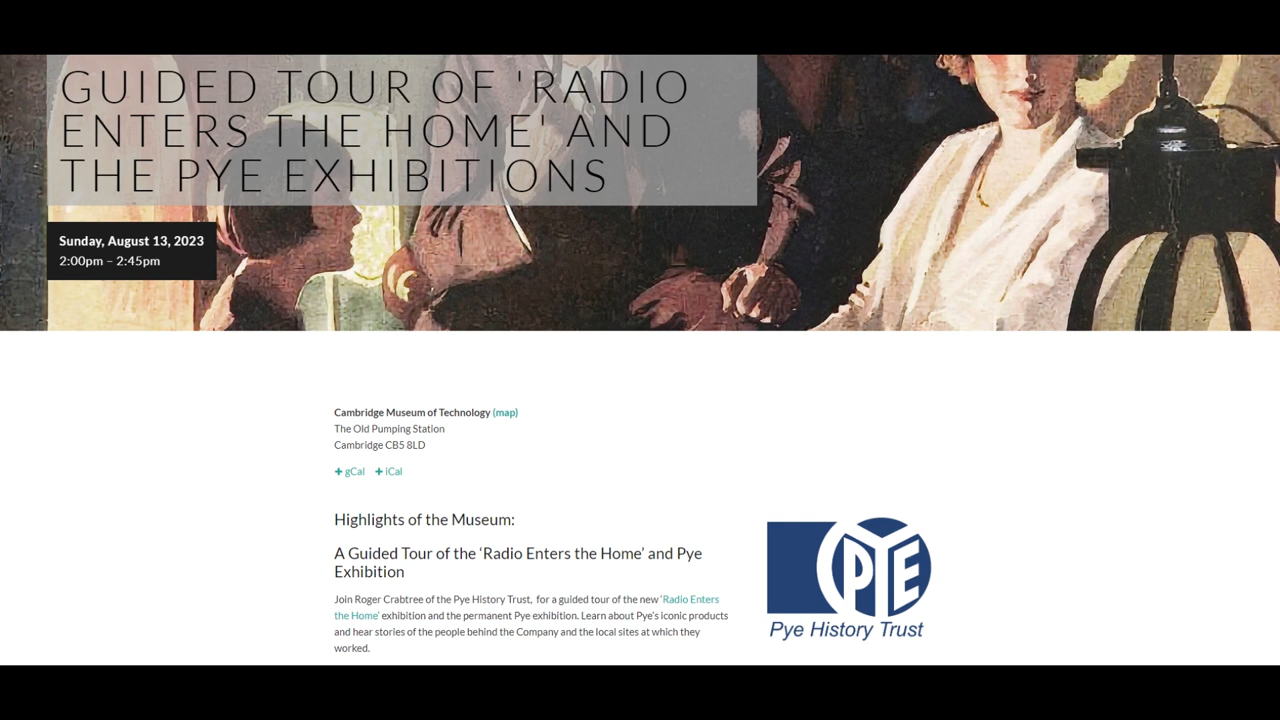 GUIDED TOUR OF 'RADIO
ENTERS THE HOME' AND
THE PYE EXHIBITIONS
Sunday, August 13, 2023
2:00pm – 2:45pm
Cambridge Museum of Technology (map)
The Old Pumping Station
Cambridge CB5 8LD
+ gCal + iCal
Highlights of the Museum:
A Guided Tour of the ‘Radio Enters the Home’ and Pye
Exhibition
Join Roger Crabtree of the Pye History Trust, for a guided tour of the new ‘Radio Enters
the Home’ exhibition and the permanent Pye exhibition. Learn about Pye's iconic products
and hear stories of the people behind the Company and the local sites at which they
worked.
PYE
Pye History Trust